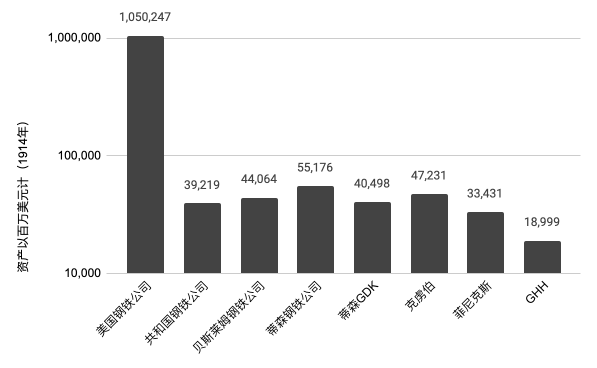 1,050,247
1,000,000
100,000
10,000
资产以百万美元计（1914年）
39,219
44,064
55,176
40,498
47,231
33,431
18,999
美国钢铁公司
共和国钢铁公司
贝斯莱姆钢铁公司
蒂森钢铁公司
蒂森GDK
克虏伯
菲尼克斯
GHH